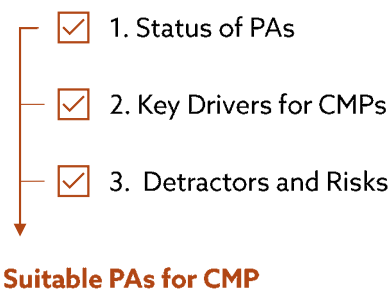 1. Status of PAs
2. Key Drivers for CMPs
3. Detractors and Risks
Suitable PAs for CMP